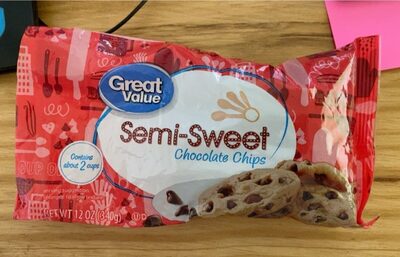 Great
Value
Semi-Sweet
Chocolate Chips
Contains
about 2 cups
NET WT 12 OZ (340g)